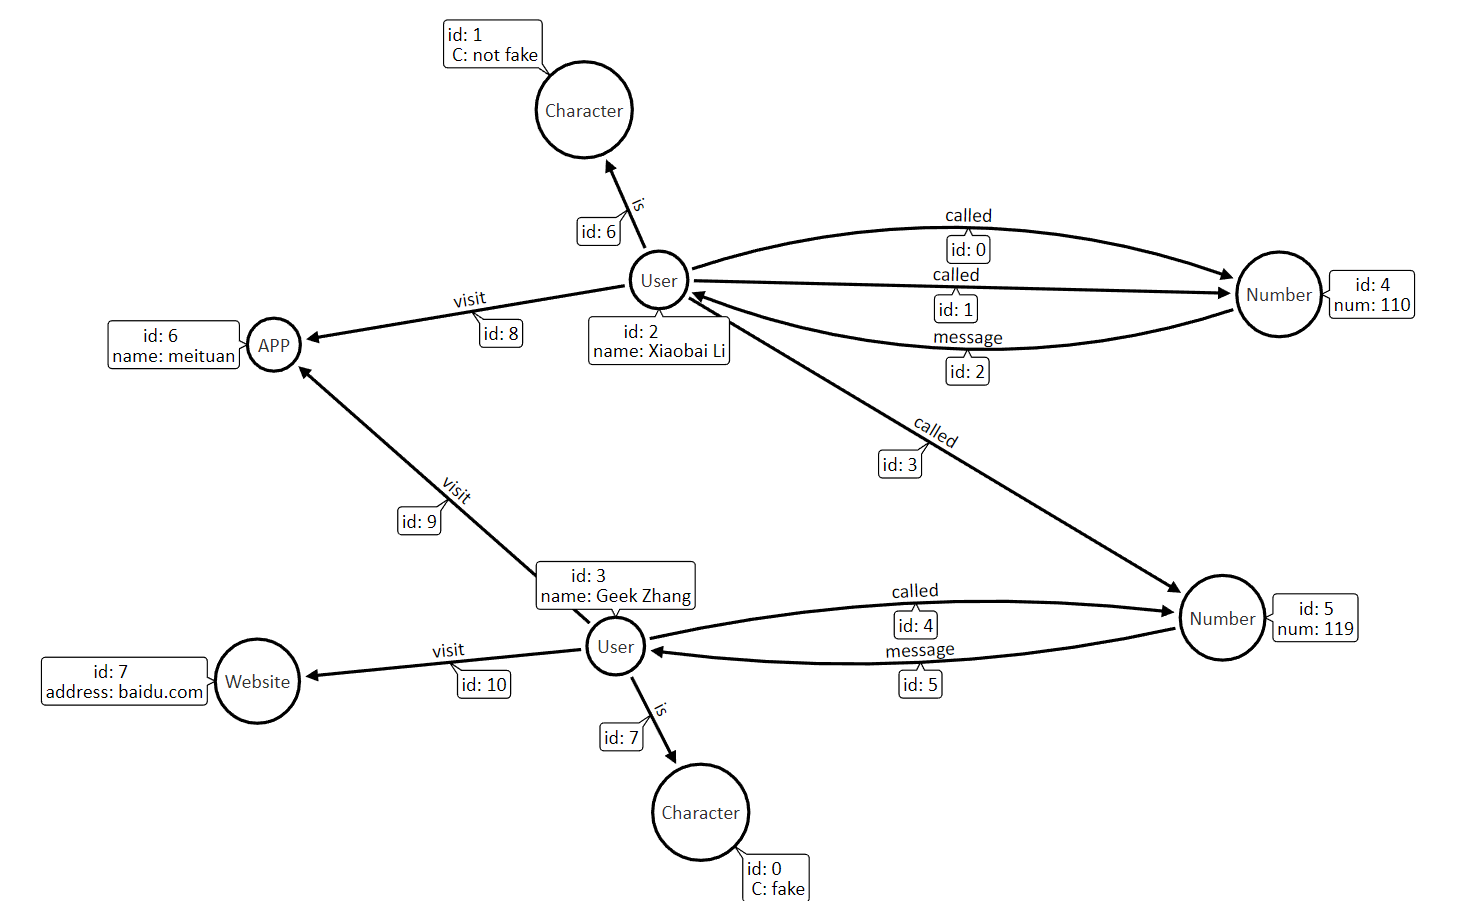 id: 1
C: not fake
Character
is
id: 6
called
id: 0
User
called
id: 1
Number
id: 4
num: 110
visit
id: 8
id: 2
name: Xiaobai Li
message
id: 2
id: 6
name: meituan
APP
called
id: 3
visit
id: 9
id: 3
name: Geek Zhang
called
id: 4
Number
id: 5
num: 119
User
message
id: 5
visit
id: 10
id: 7
address: baidu.com
Website
is
id: 7
Character
id: 0
C: fake